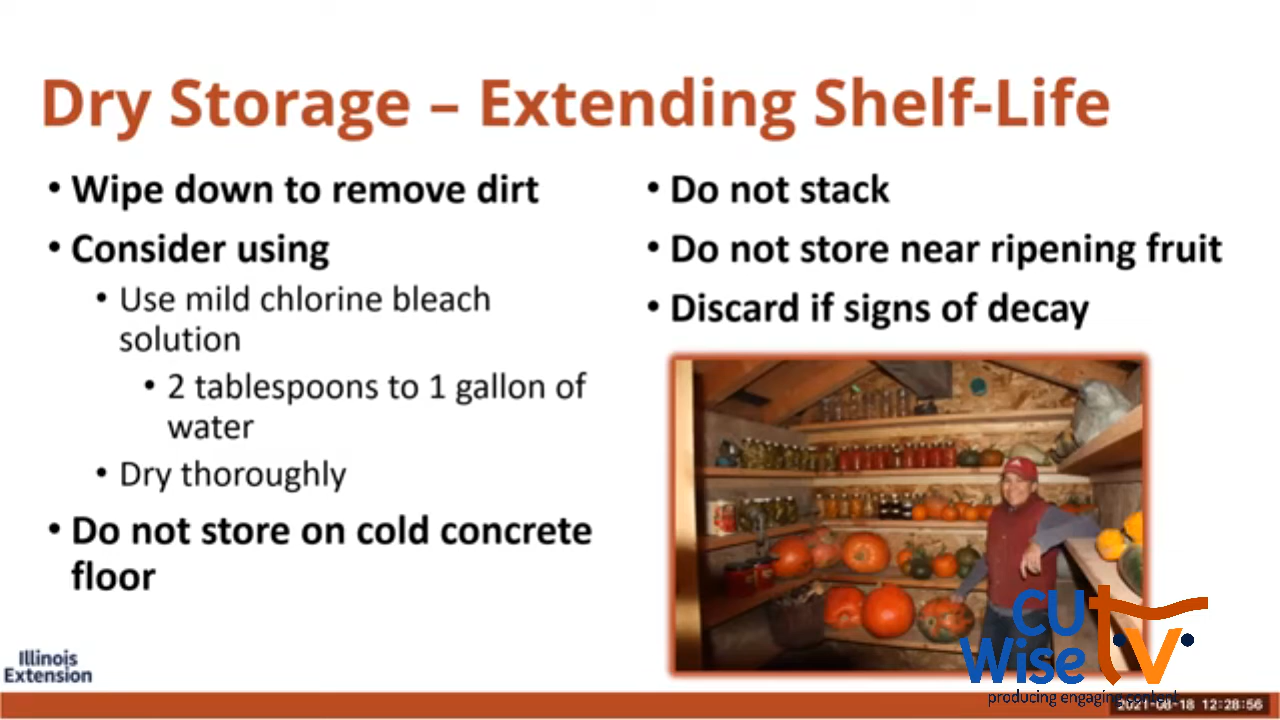 Dry Storage – Extending Shelf-Life
• Wipe down to remove dirt
• Consider using
• Use mild chlorine bleach
solution
• 2 tablespoons to 1 gallon of
water
• Dry thoroughly
• Do not store on cold concrete
floor
• Do not stack
• Do not store near ripening fruit
• Discard if signs of decay
Illinois
Extension
CU
Wise tv
producing engaging content
2021-08-18 12:28:56